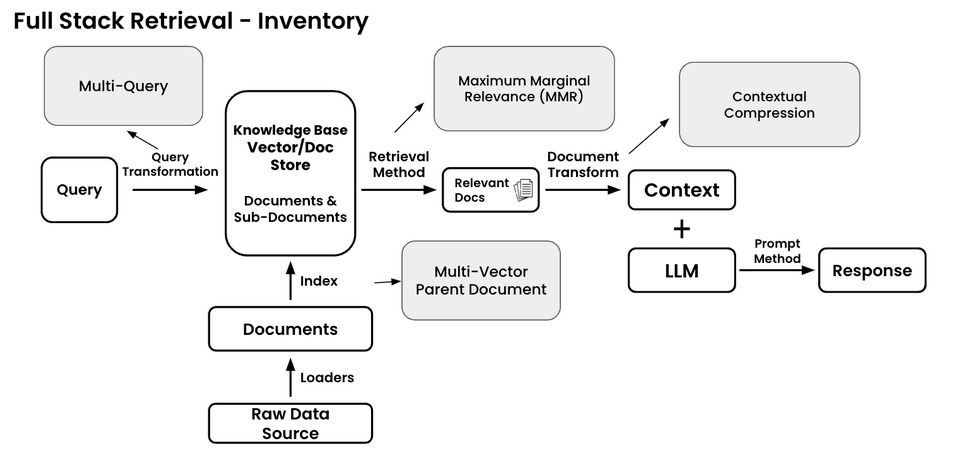 Full Stack Retrieval - Inventory
Multi-Query
Query
Transformation
Query
Knowledge Base
Vector/Doc
Store
Documents &
Sub-Documents
Retrieval
Method
Maximum Marginal
Relevance (MMR)
Relevant
Docs
Document
Transform
Contextual
Compression
Context
+
LLM
Prompt
Method
Response
Index
Multi-Vector
Parent Document
Documents
Loaders
Raw Data
Source